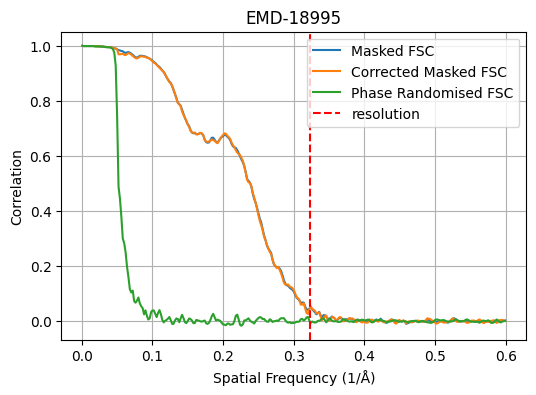 EMD-18995
Masked FSC
Corrected Masked FSC
Phase Randomised FSC
resolution
Correlation
1.0
0.8
0.6
0.4
0.2
0.0
0.0 0.1 0.2 0.3 0.4 0.5 0.6
Spatial Frequency (1/Å)